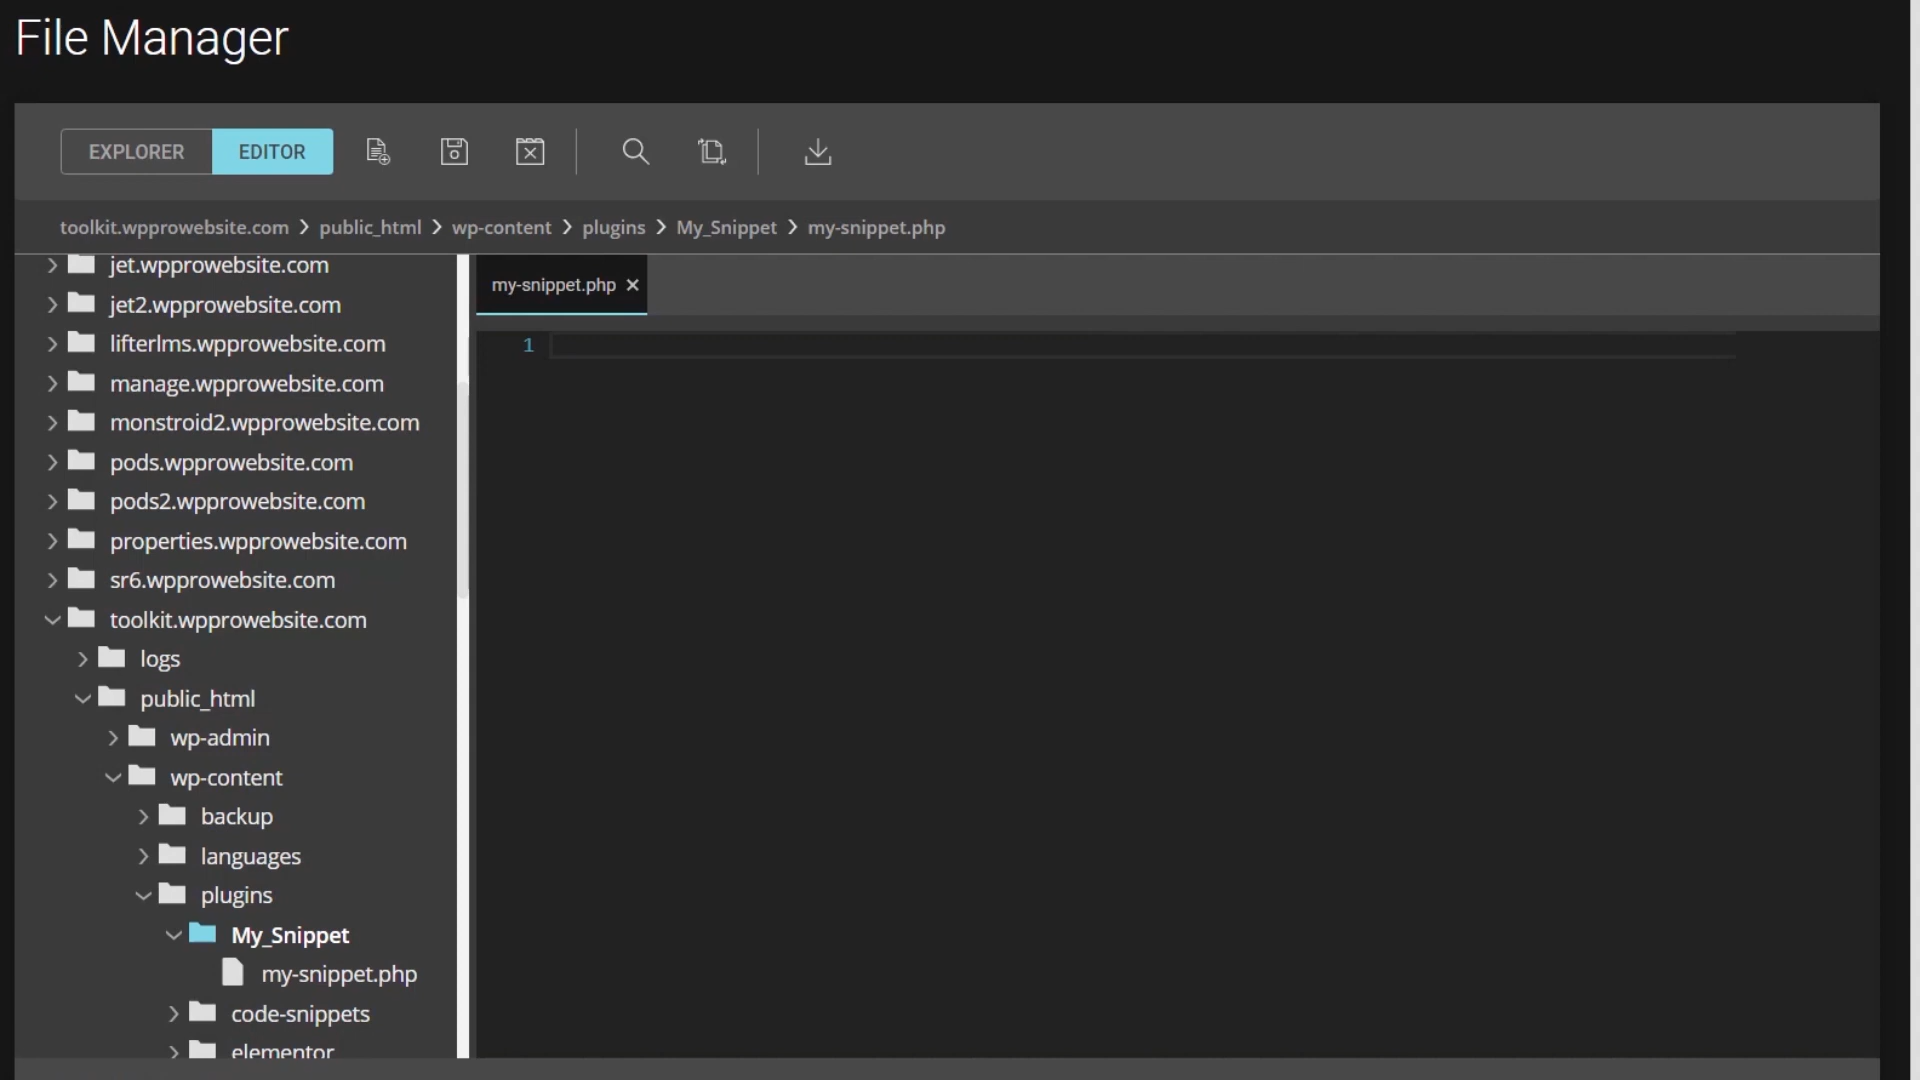 File Manager
EXPLORER EDITOR
toolkit.wpprowebsite.com > public_html > wp-content > plugins > My_Snippet > my-snippet.php
jet.wpprowebsite.com
jet2.wpprowebsite.com
lifterlms.wpprowebsite.com
manage.wpprowebsite.com
monstroid2.wpprowebsite.com
pods.wpprowebsite.com
pods2.wpprowebsite.com
properties.wpprowebsite.com
sr6.wpprowebsite.com
toolkit.wpprowebsite.com
logs
public_html
wp-admin
wp-content
backup
languages
plugins
My_Snippet
my-snippet.php
code-snippets
elementor
my-snippet.php ×
1